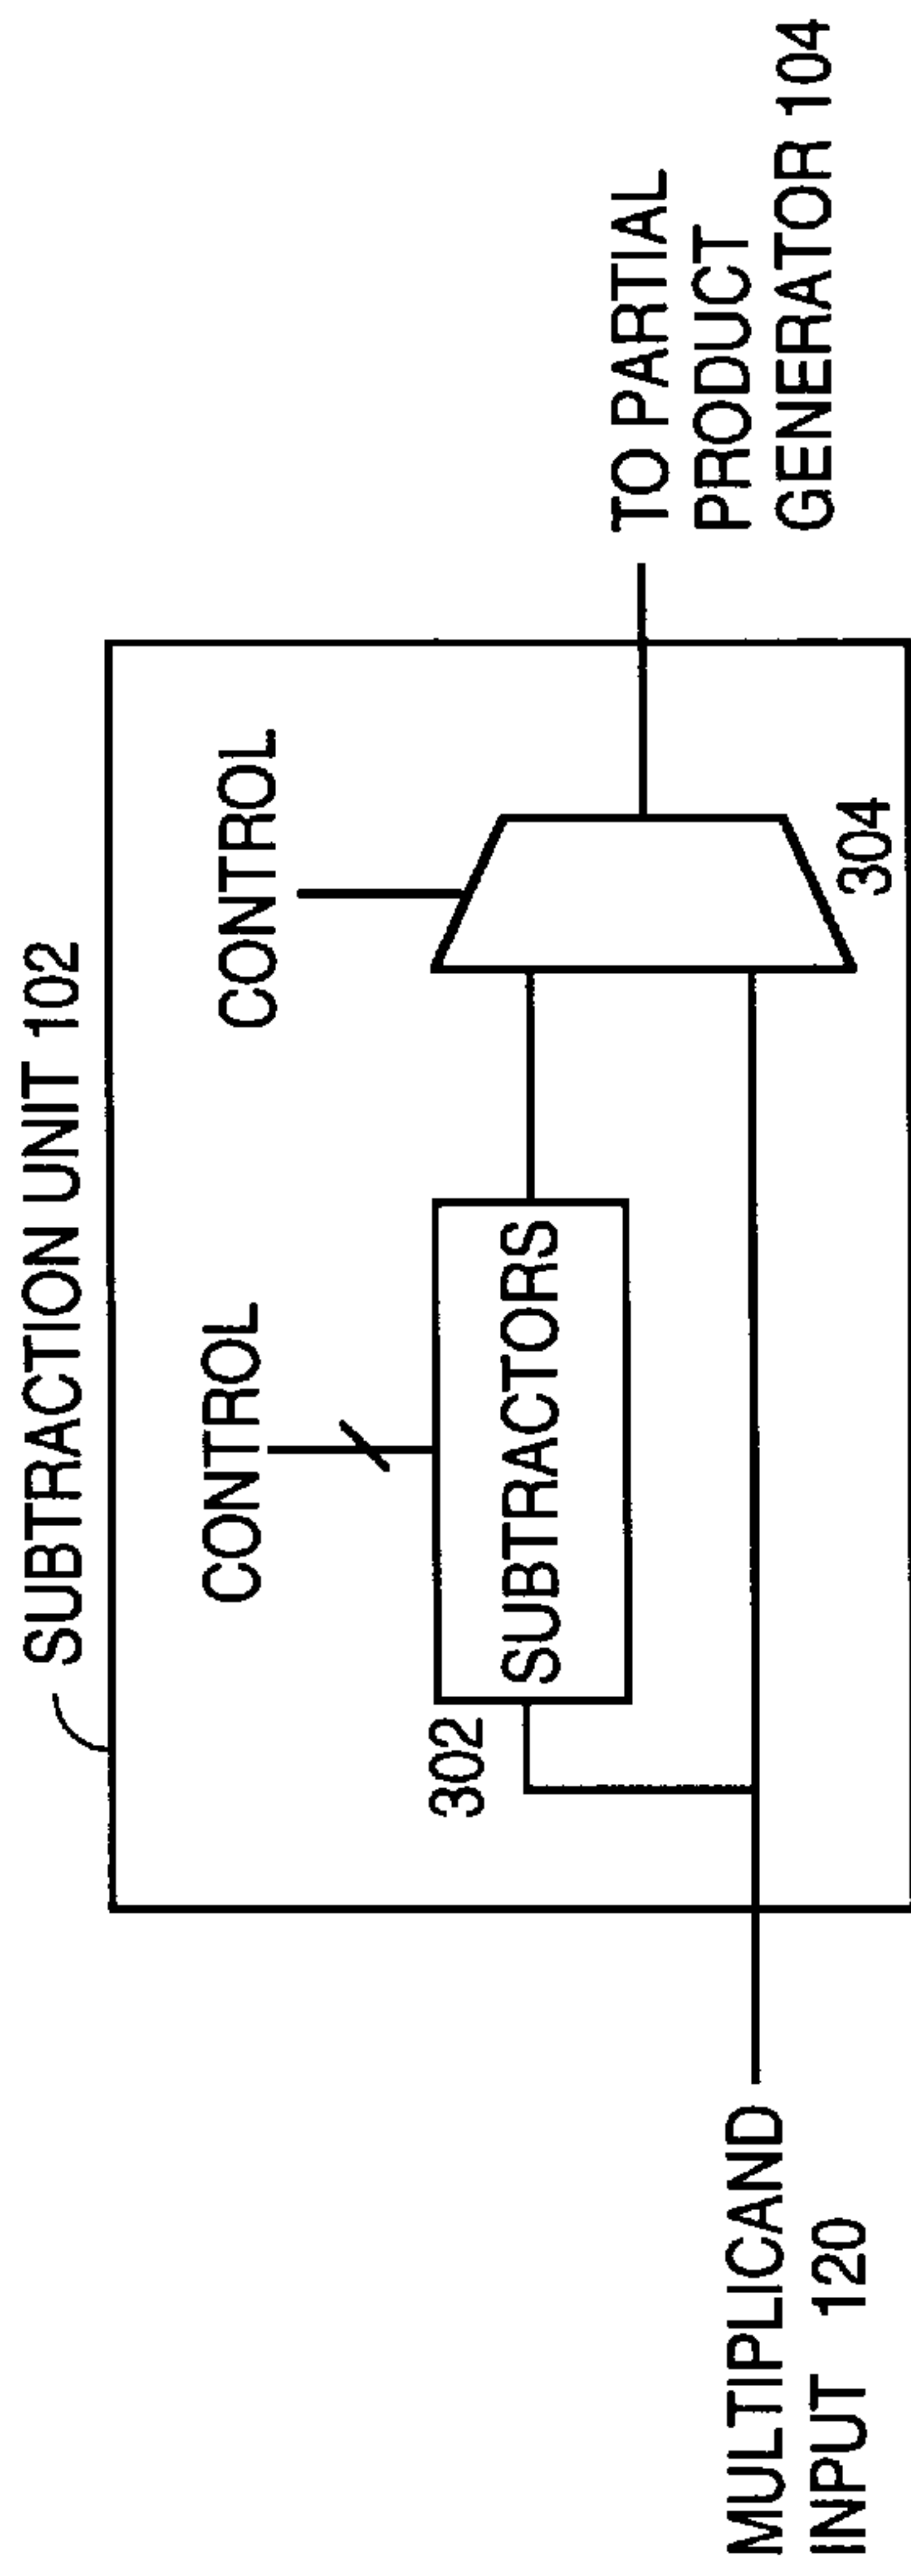 SUBTRACTION UNIT 102
CONTROL
CONTROL
302
SUBTRACTORS
304
MULTIPLICAND
INPUT 120
TO PARTIAL
PRODUCT
GENERATOR 104